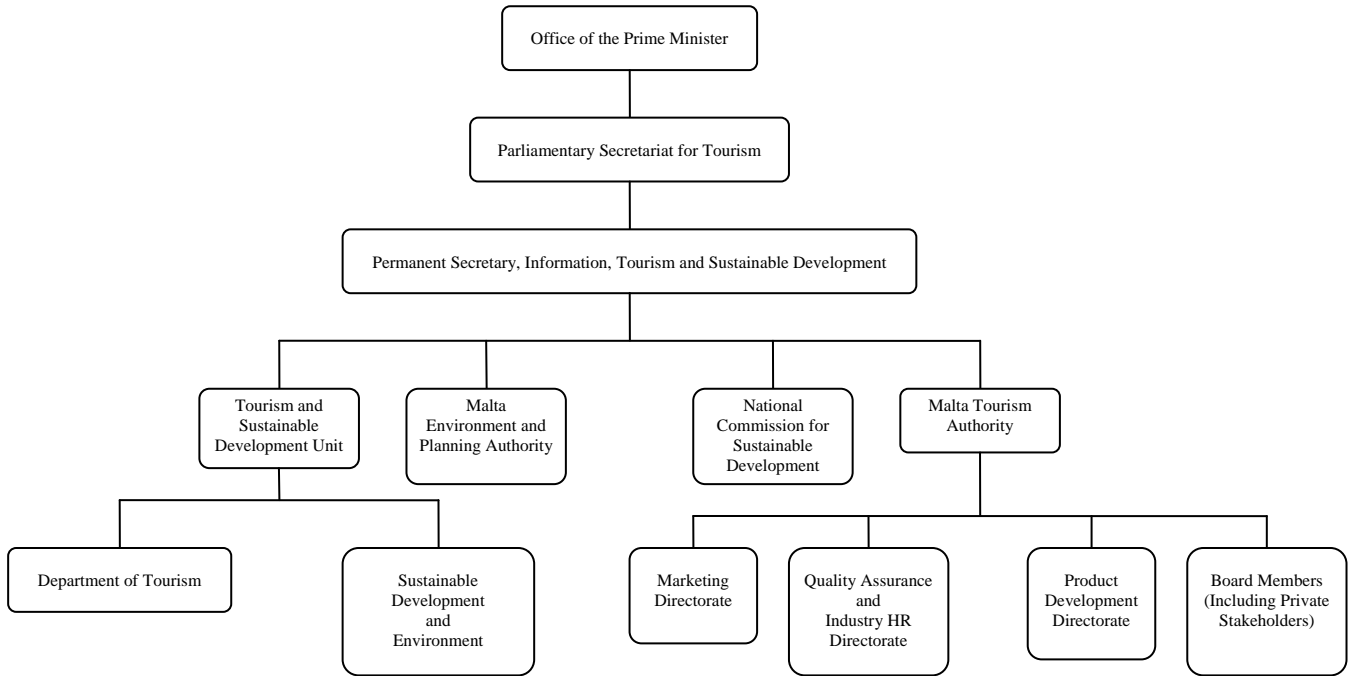 Office of the Prime Minister
Parliamentary Secretariat for Tourism
Permanent Secretary, Information, Tourism and Sustainable Development
Tourism and
Sustainable
Development Unit
Malta
Environment and
Planning Authority
National
Commission for
Sustainable
Development
Malta Tourism
Authority
Department of Tourism
Sustainable
Development
and
Environment
Marketing
Directorate
Quality Assurance
and
Industry HR
Directorate
Product
Development
Directorate
Board Members
(Including Private
Stakeholders)